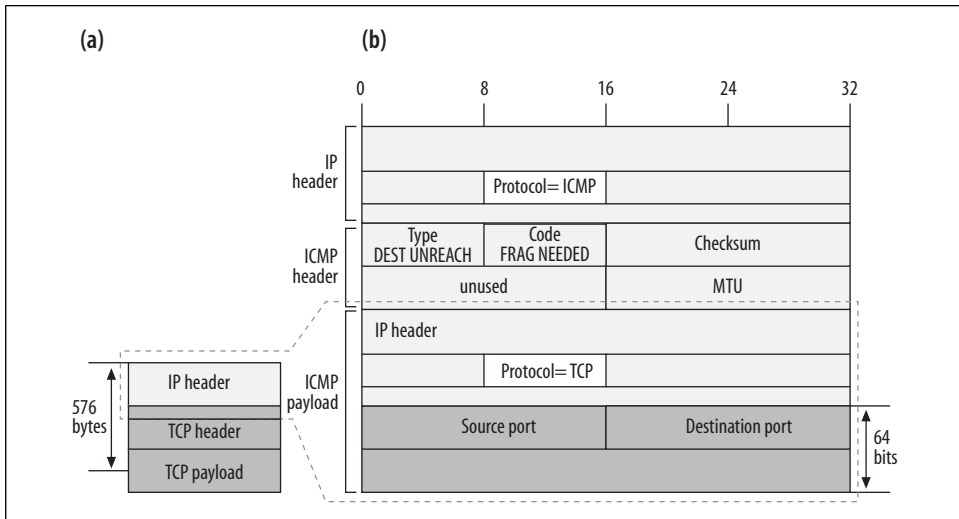 (a)
(b)
0 8 16 24 32
IP
header
Protocol= ICMP
ICMP
header
Type
DEST UNREACH
Code
FRAG NEEDED
Checksum
unused
MTU
ICMP
payload
IP header
Protocol= TCP
Source port
Destination port
64
bits
576
bytes
IP header
TCP header
TCP payload